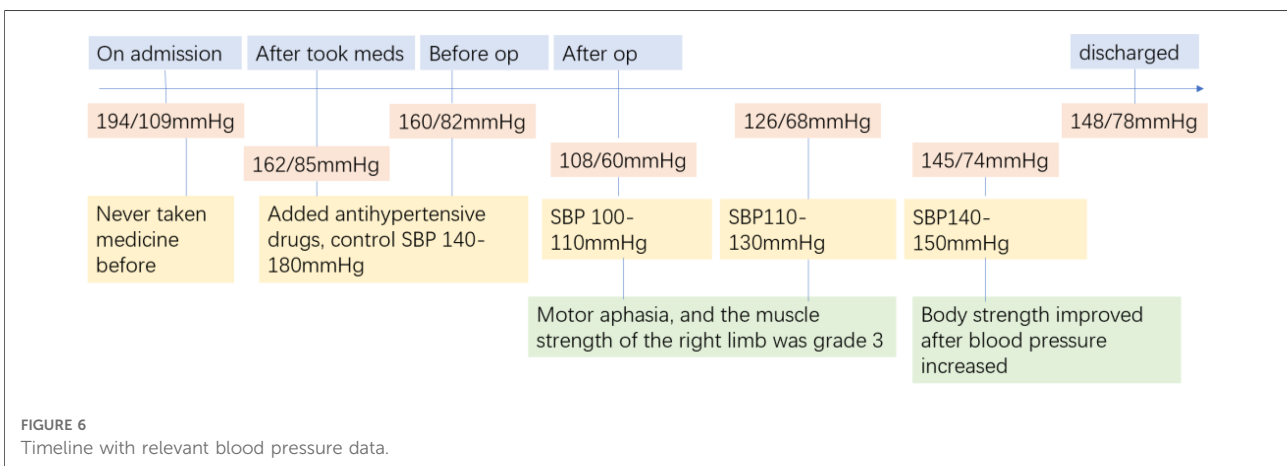 On admission
After took meds
Before op
After op
discharged
194/109mmHg
160/82mmHg
126/68mmHg
148/78mmHg
162/85mmHg
108/60mmHg
145/74mmHg
Never taken
medicine
before
Added antihypertensive
drugs, control SBP 140-
180mmHg
SBP 100-
110mmHg
SBP110-
130mmHg
SBP140-
150mmHg
Motor aphasia, and the muscle
strength of the right limb was grade 3
Body strength improved
after blood pressure
increased
FIGURE 6
Timeline with relevant blood pressure data.